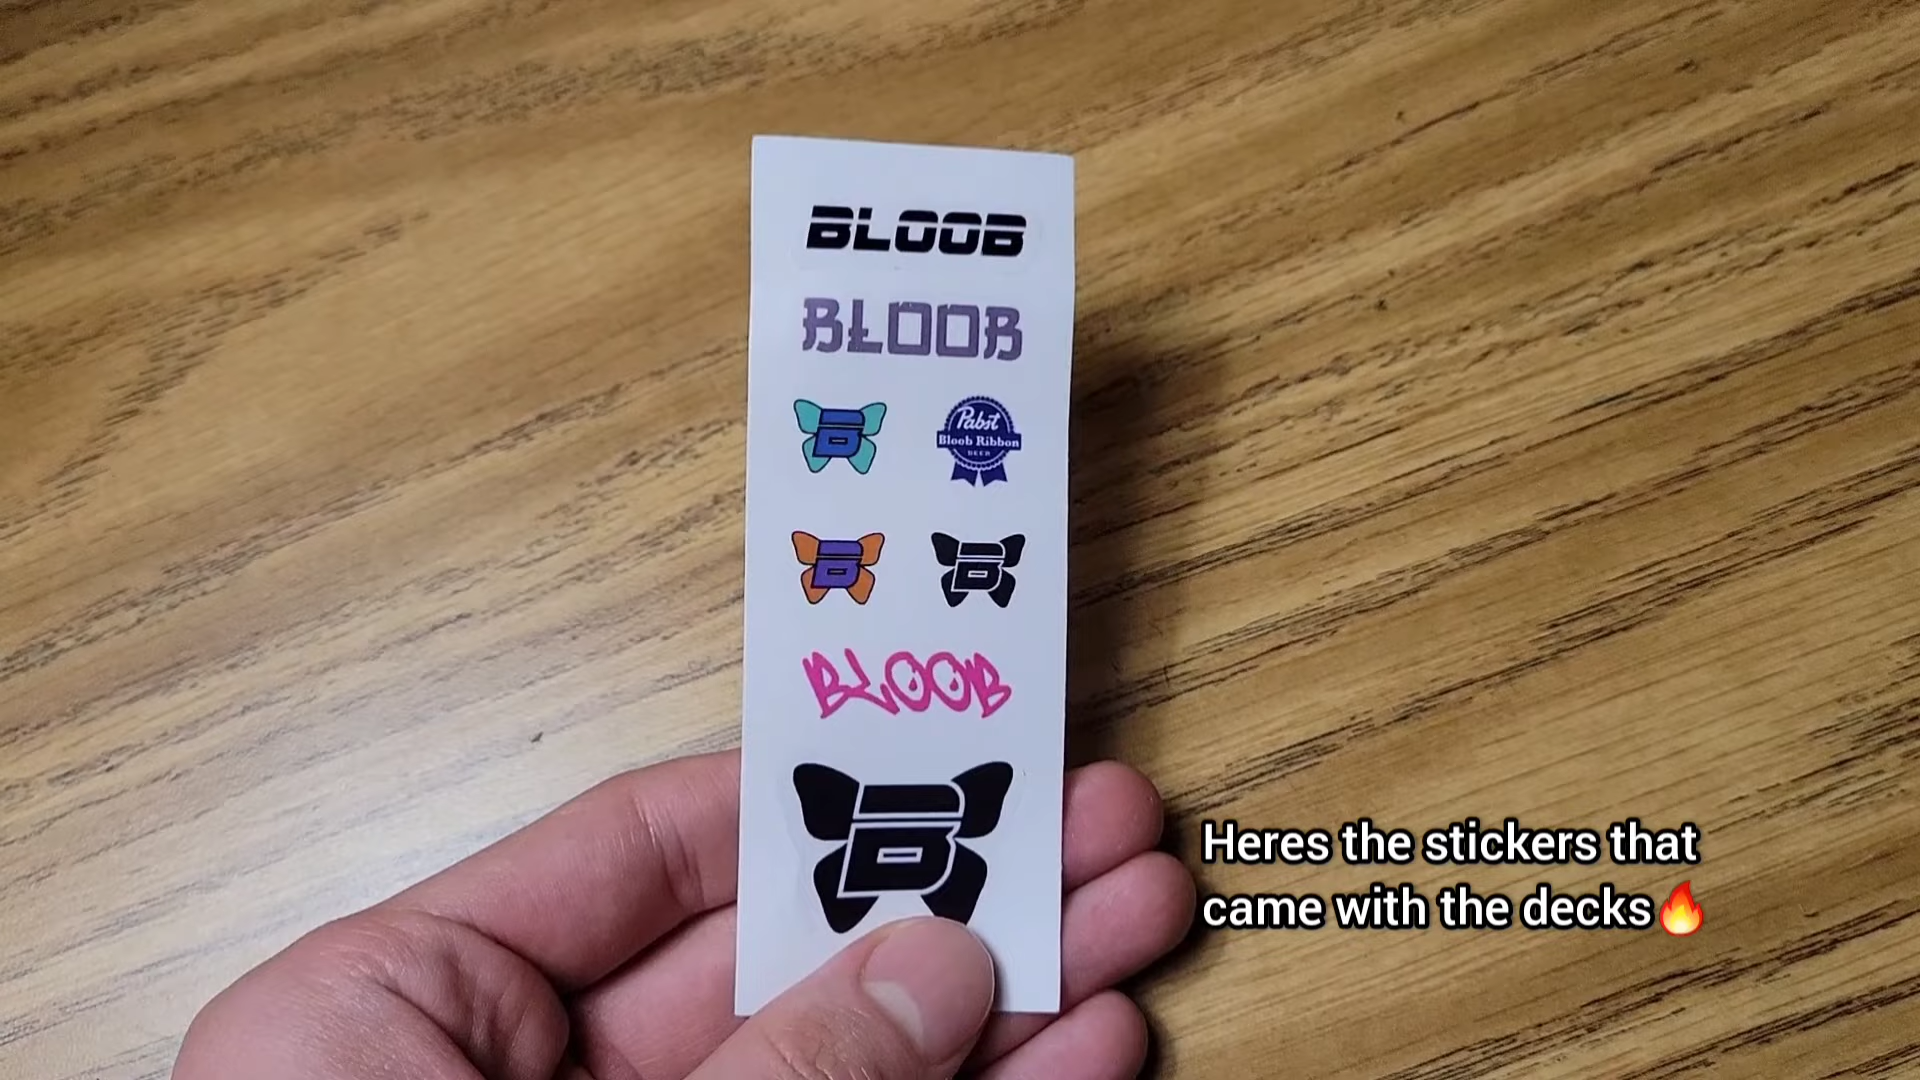 BLOOB
BLOOB
B
Pabst
Bloob Ribbon
BEER
B
B
BLOOB
B
Heres the stickers that
came with the decks🔥